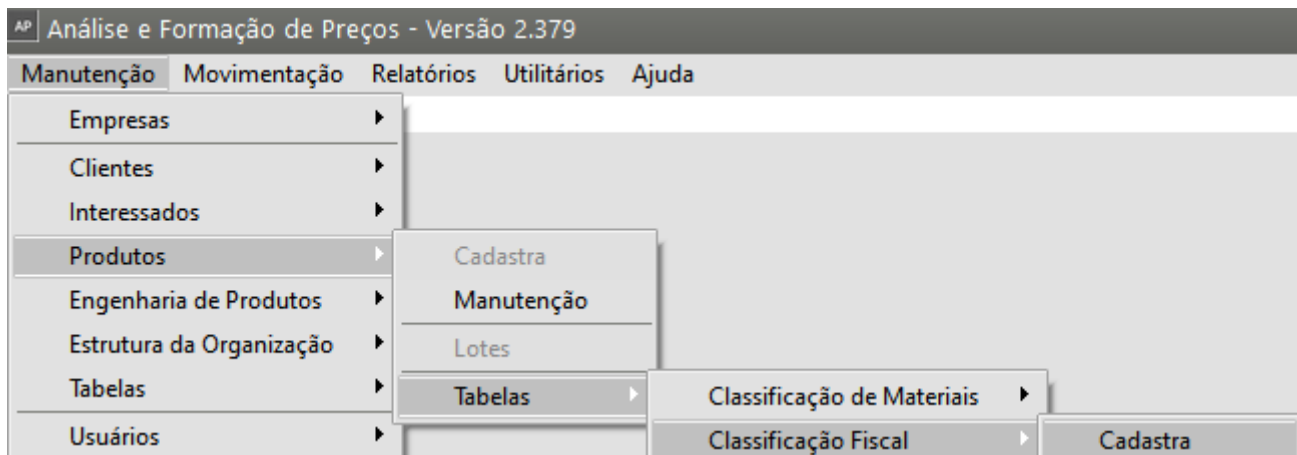 AP Análise e Formação de Preços - Versão 2.379
Manutenção Movimentação Relatórios Utilitários Ajuda
Empresas
Clientes
Interessados
Produtos
Engenharia de Produtos
Estrutura da Organização
Tabelas
Usuários
Cadastra
Manutenção
Lotes
Tabelas
Classificação de Materiais
Classificação Fiscal
Cadastra